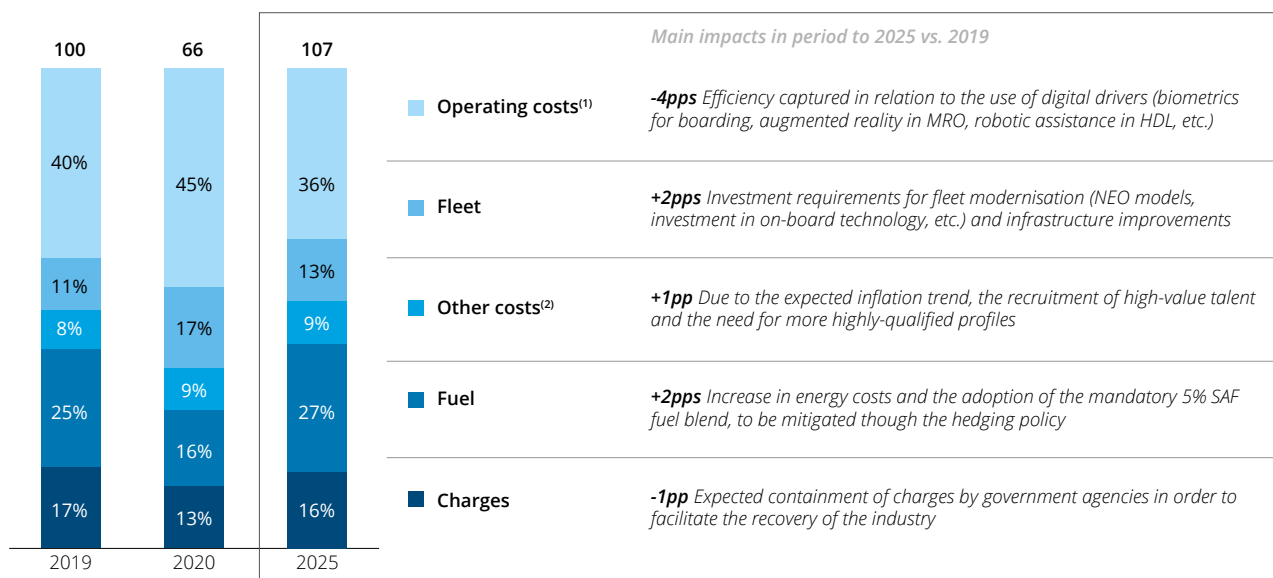 Main impacts in period to 2025 vs. 2019
100
66
107
40%
11%
8%
25%
17%
45%
17%
9%
16%
13%
36%
13%
9%
27%
16%
2019
2020
2025
Operating costs(1)
-4pps Efficiency captured in relation to the use of digital drivers (biometrics
for boarding, augmented reality in MRO, robotic assistance in HDL, etc.)
Fleet
+2pps Investment requirements for fleet modernisation (NEO models,
investment in on-board technology, etc.) and infrastructure improvements
Other costs(2)
+1pp Due to the expected inflation trend, the recruitment of high-value talent
and the need for more highly-qualified profiles
Fuel
+2pps Increase in energy costs and the adoption of the mandatory 5% SAF
fuel blend, to be mitigated though the hedging policy
Charges
-1pp Expected containment of charges by government agencies in order to
facilitate the recovery of the industry